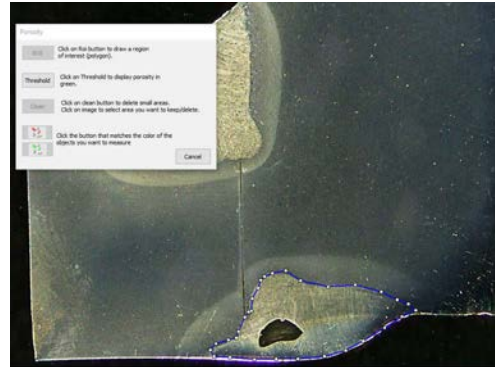 Porosity
ROI
Click on Roi button to draw a region
of interest (polygon).
Threshold
Click on Threshold to display porosity in
green.
Clean
Click on clean button to delete small areas.
Click on image to select area you want to keep/delete.
Click the button that matches the color of the
objects you want to measure
Cancel